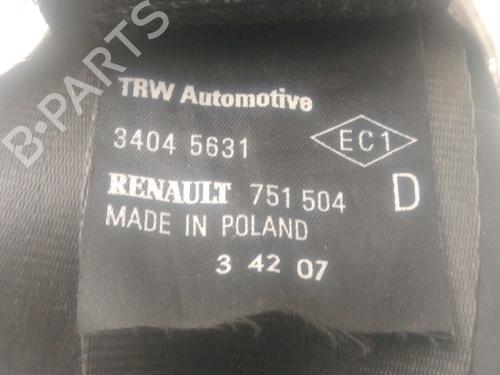 B-PARTS
TRW Automotive
3404 5631
EC1
RENAULT 751 504 D
MADE IN POLAND
3 42 07